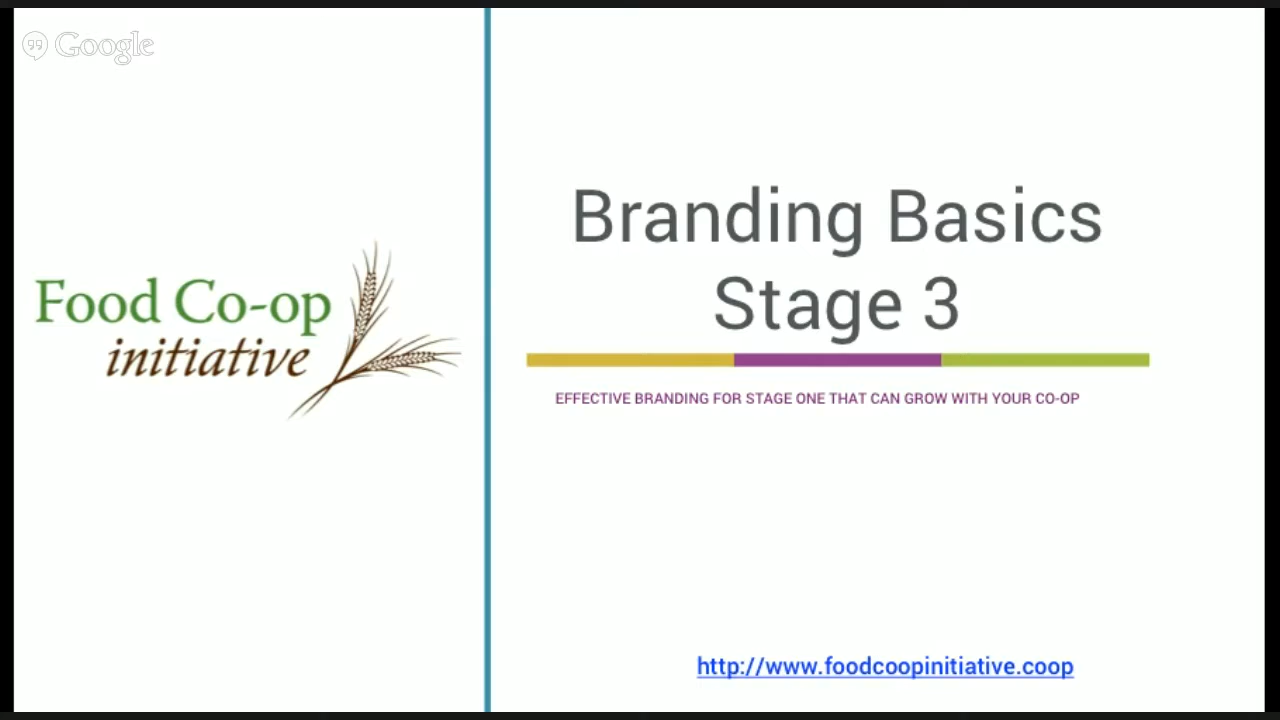 Google
Food Co-op
initiative
Branding Basics
Stage 3
EFFECTIVE BRANDING FOR STAGE ONE THAT CAN GROW WITH YOUR CO-OP
http://www.foodcoopinitiative.coop